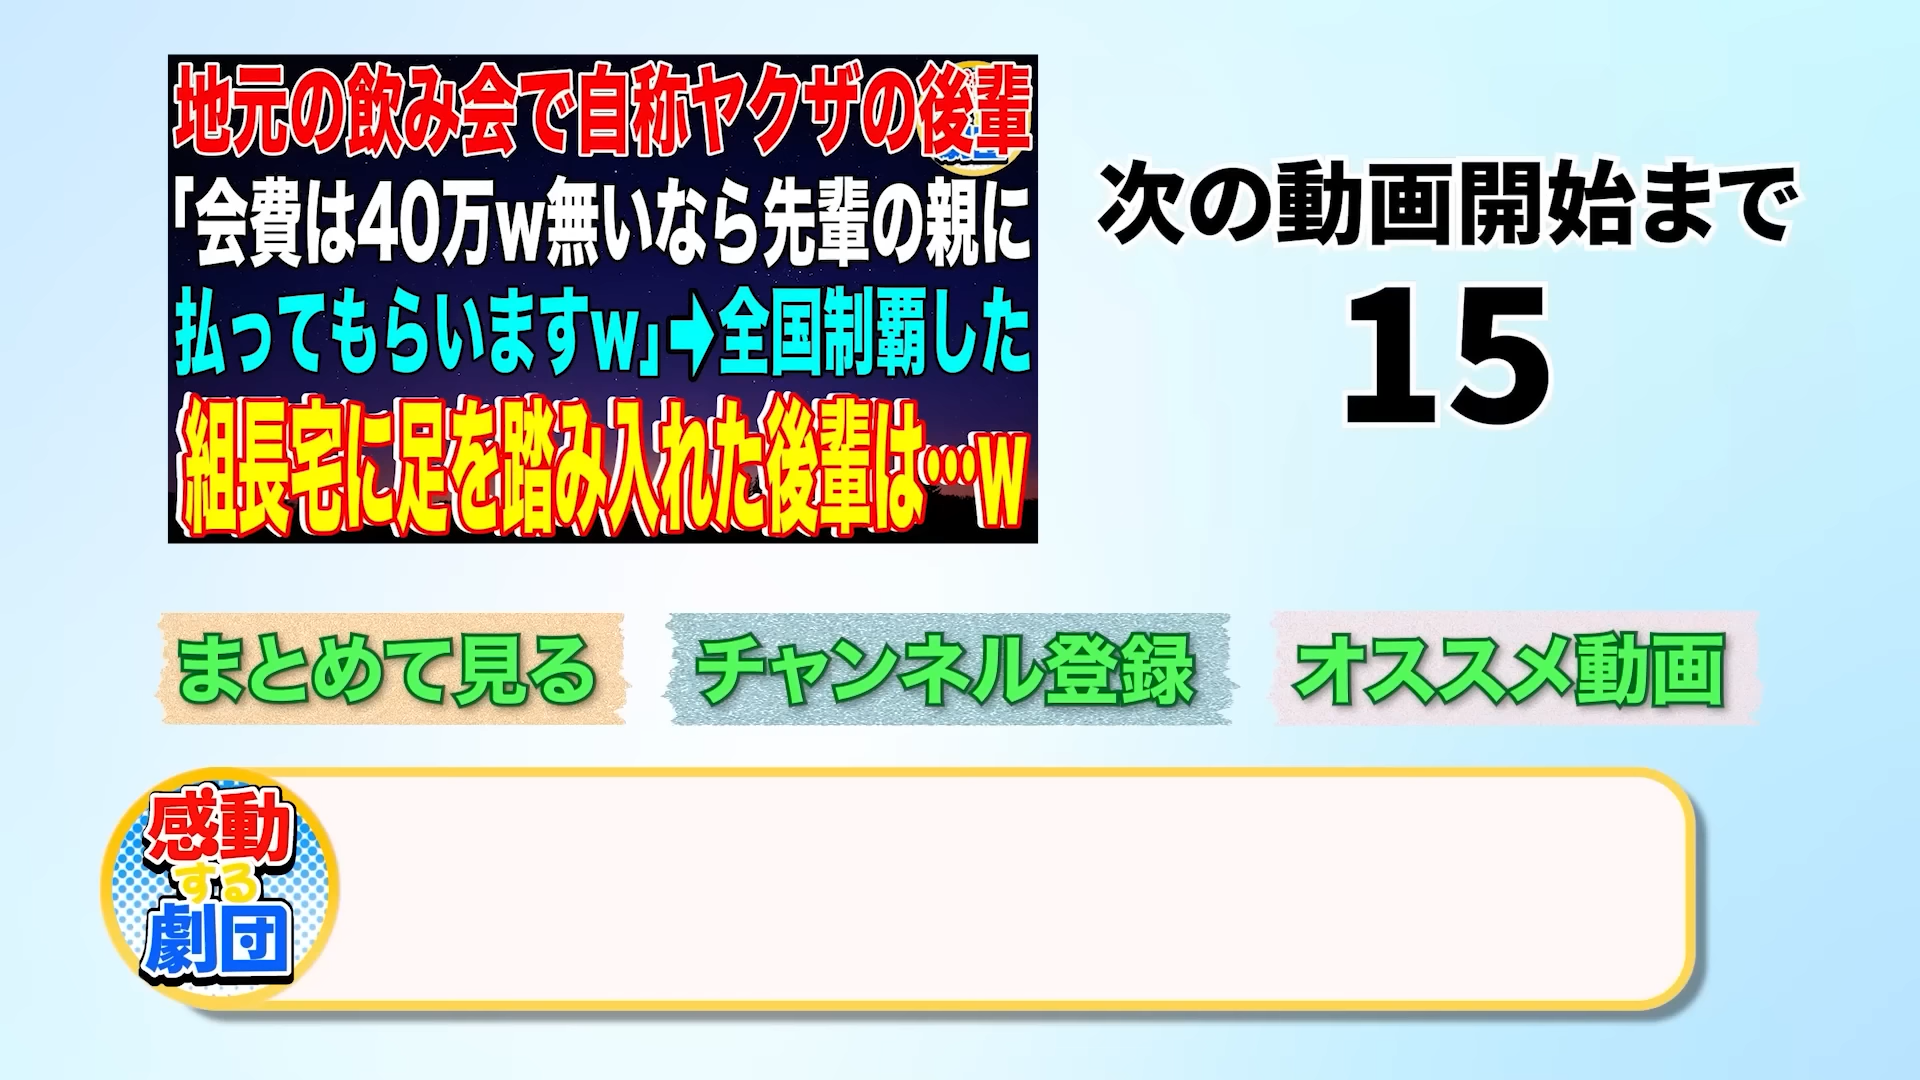 地元の飲み会で自称ヤクザの後輩
「会費は40万w無いなら先輩の親に
払ってもらいますw」➡全国制覇した
組長宅に足を踏み入れた後輩は…w
次の動画開始まで
15
まとめて見る
チャンネル登録
オススメ動画
感動
する
劇団